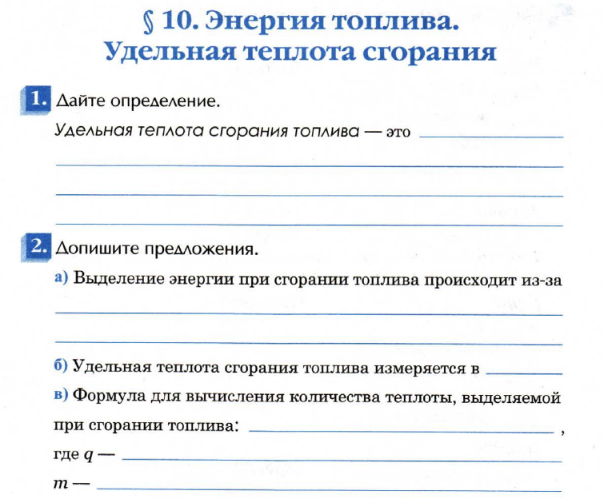 § 10. Энергия топлива.
Удельная теплота сгорания
1. Дайте определение.
Удельная теплота сгорания топлива — это
2. Допишите предложения.
а) Выделение энергии при сгорании топлива происходит из-за
б) Удельная теплота сгорания топлива измеряется в
в) Формула для вычисления количества теплоты, выделяемой
при сгорании топлива: ,
где q —
m —